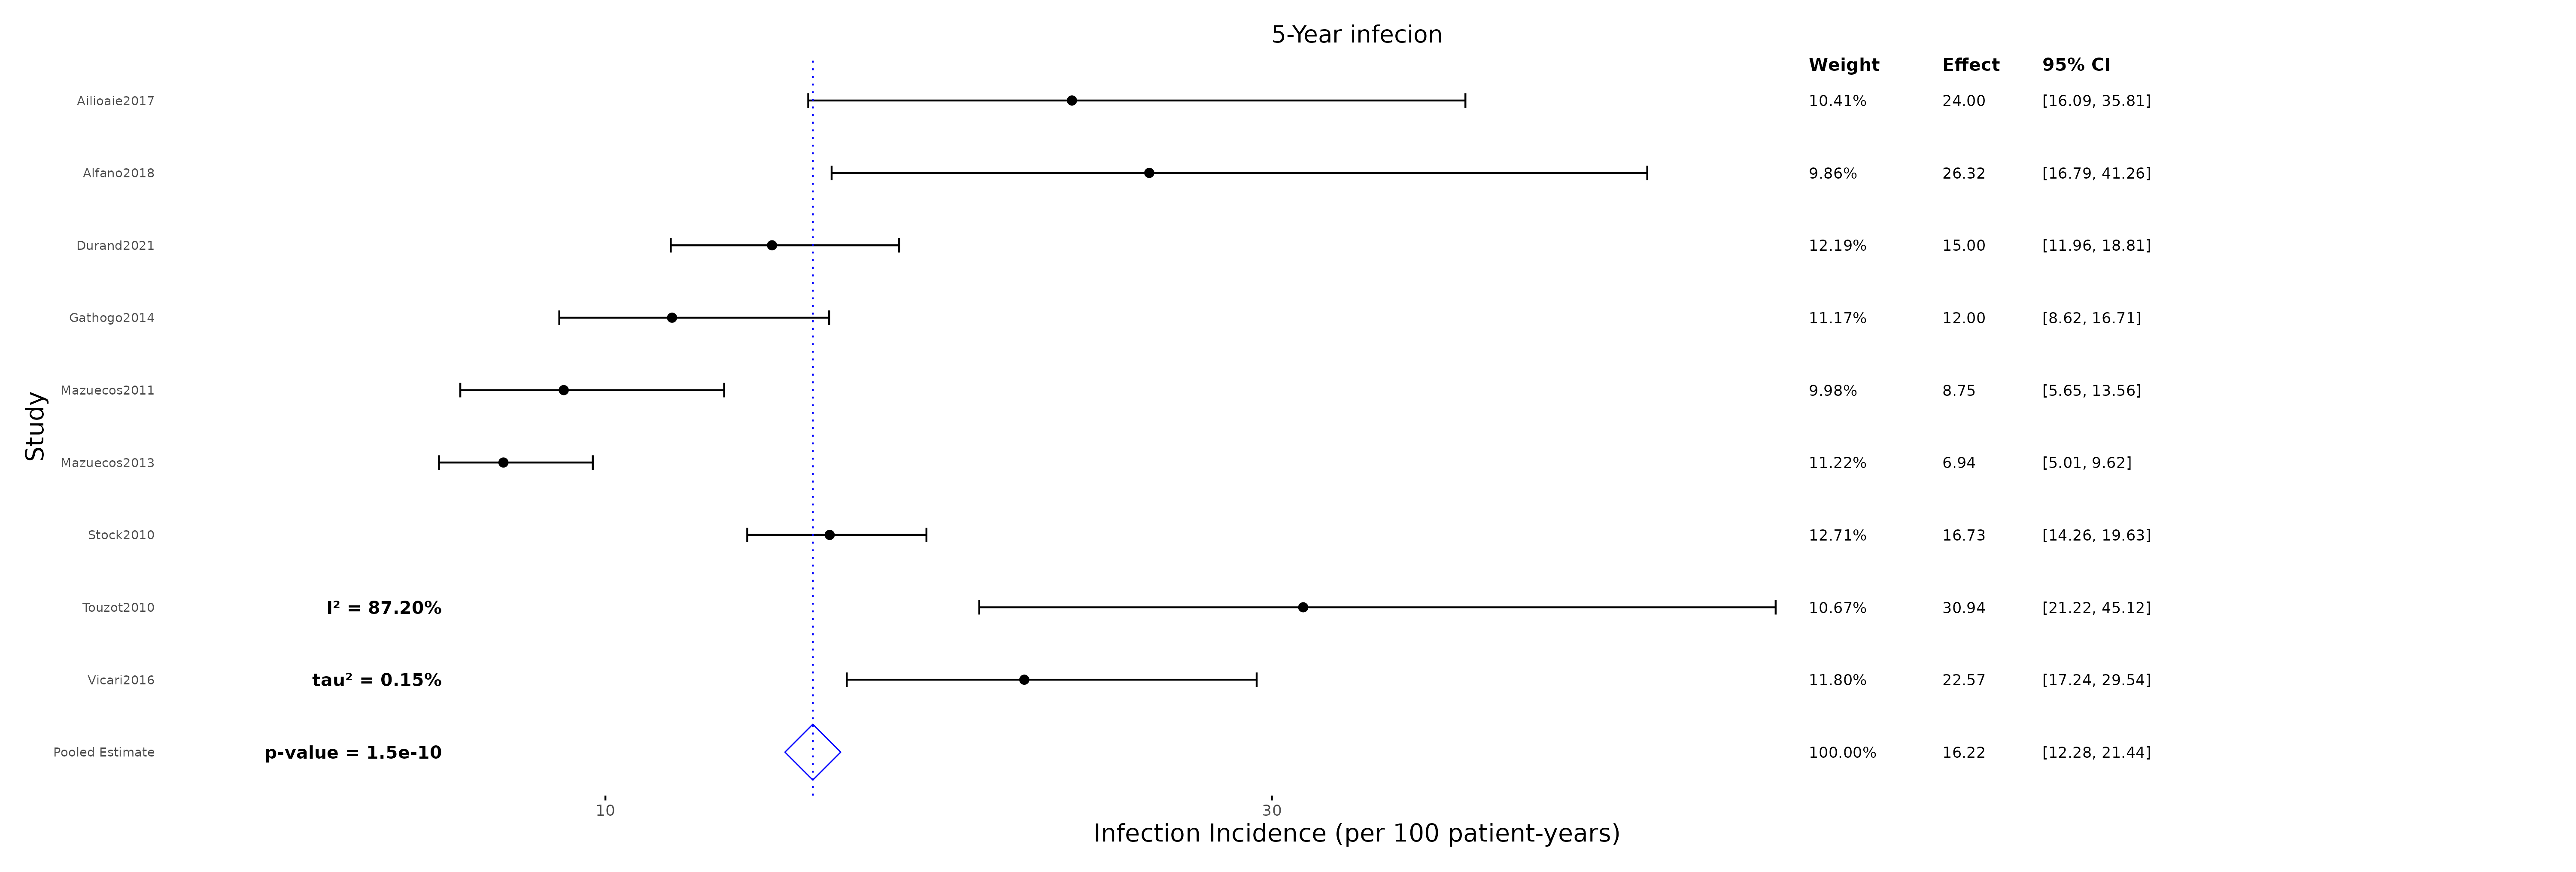 5-Year infecion
Weight Effect 95% CI
Ailioaie2017 10.41% 24.00 [16.09, 35.81]
Alfano2018 9.86% 26.32 [16.79, 41.26]
Durand2021 12.19% 15.00 [11.96, 18.81]
Gathogo2014 11.17% 12.00 [8.62, 16.71]
Mazuecos2011 9.98% 8.75 [5.65, 13.56]
Study
Mazuecos2013 11.22% 6.94 [5.01, 9.62]
Stock2010 12.71% 16.73 [14.26, 19.63]
Touzot2010 I² = 87.20% 10.67% 30.94 [21.22, 45.12]
Vicari2016 tau² = 0.15% 11.80% 22.57 [17.24, 29.54]
Pooled Estimate p-value = 1.5e-10 100.00% 16.22 [12.28, 21.44]
10 30
Infection Incidence (per 100 patient-years)